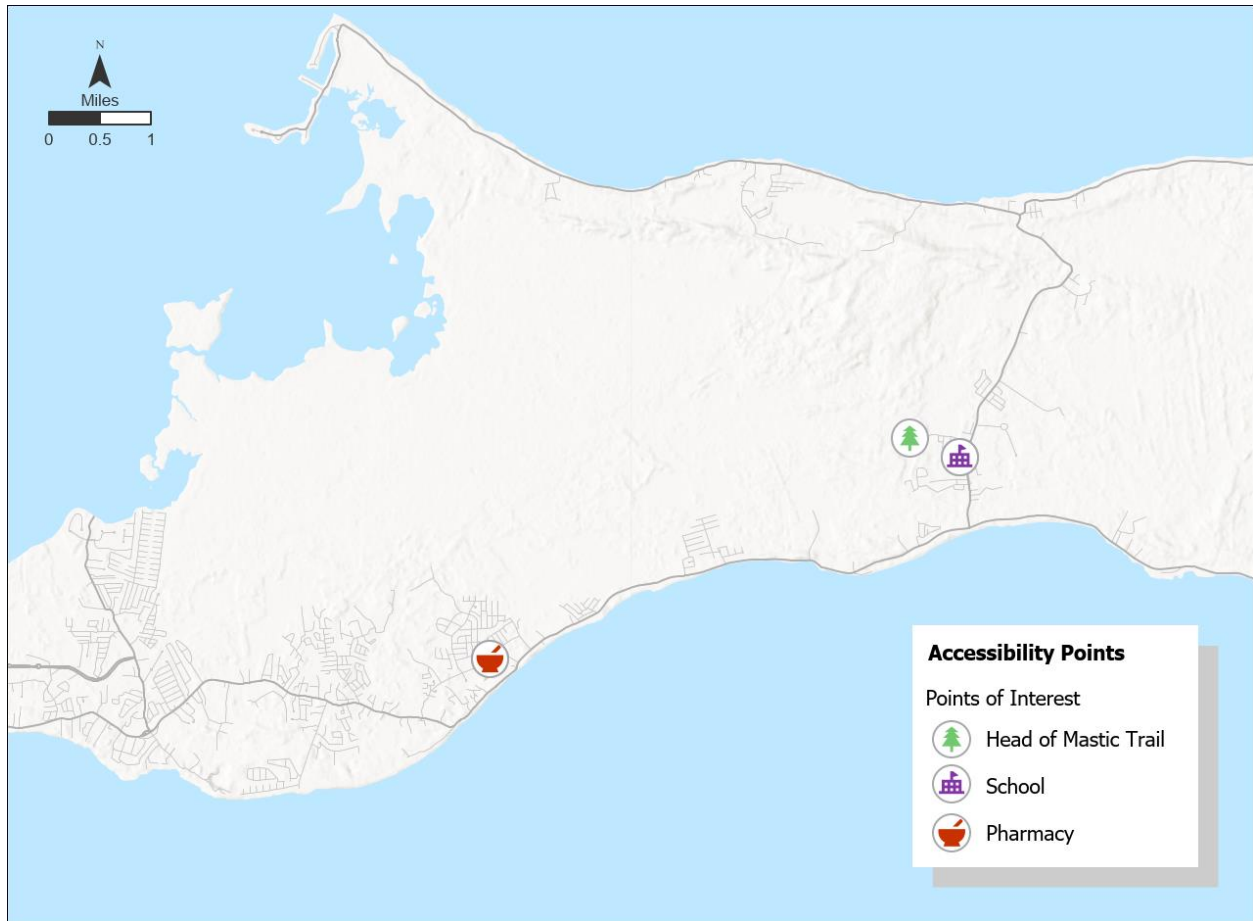 N
Miles
0 0.5 1
Accessibility Points
Points of Interest
Head of Mastic Trail
School
Pharmacy